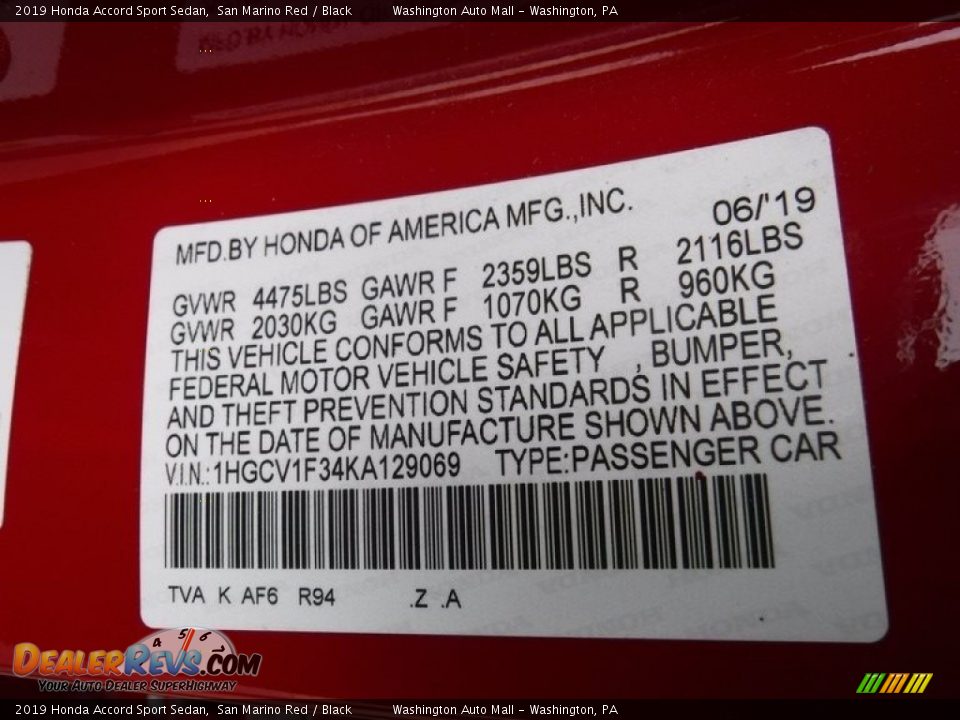 2019 Honda Accord Sport Sedan, San Marino Red / Black Washington Auto Mall - Washington, PA
MFD.BY HONDA OF AMERICA MFG.,INC. 06/'19
GVWR 4475LBS GAWR F 2359LBS R 2116LBS
GVWR 2030KG GAWR F 1070KG R 960KG
THIS VEHICLE CONFORMS TO ALL APPLICABLE
FEDERAL MOTOR VEHICLE SAFETY , BUMPER,
AND THEFT PREVENTION STANDARDS IN EFFECT
ON THE DATE OF MANUFACTURE SHOWN ABOVE.
V.I.N.:1HGCV1F34KA129069 TYPE:PASSENGER CAR
TVA K AF6 R94 .Z .A
4 5 6
DEALERREVS.COM
YOUR AUTO DEALER SUPERHIGHWAY
2019 Honda Accord Sport Sedan, San Marino Red / Black Washington Auto Mall - Washington, PA